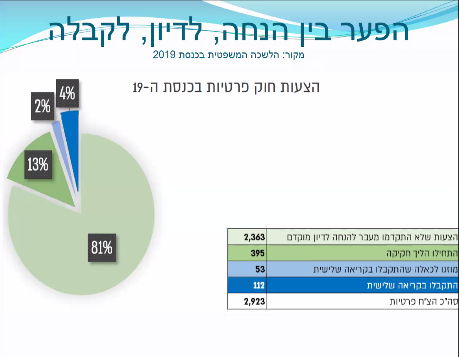 הפער בין הנחה, לדיון, לקבלה
מקור: הלשכה המשפטית בכנסת 2019
הצעות חוק פרטיות בכנסת ה-19
4%
2%
13%
81%
הצעות שלא התקדמו מעבר להנחה לדיון מוקדם 2,363
התחילו הליך חקיקה 395
מוזגו לכאלה שהתקבלו בקריאה שלישית 53
התקבלו בקריאה שלישית 112
סה"כ הצ"ח פרטיות 2,923